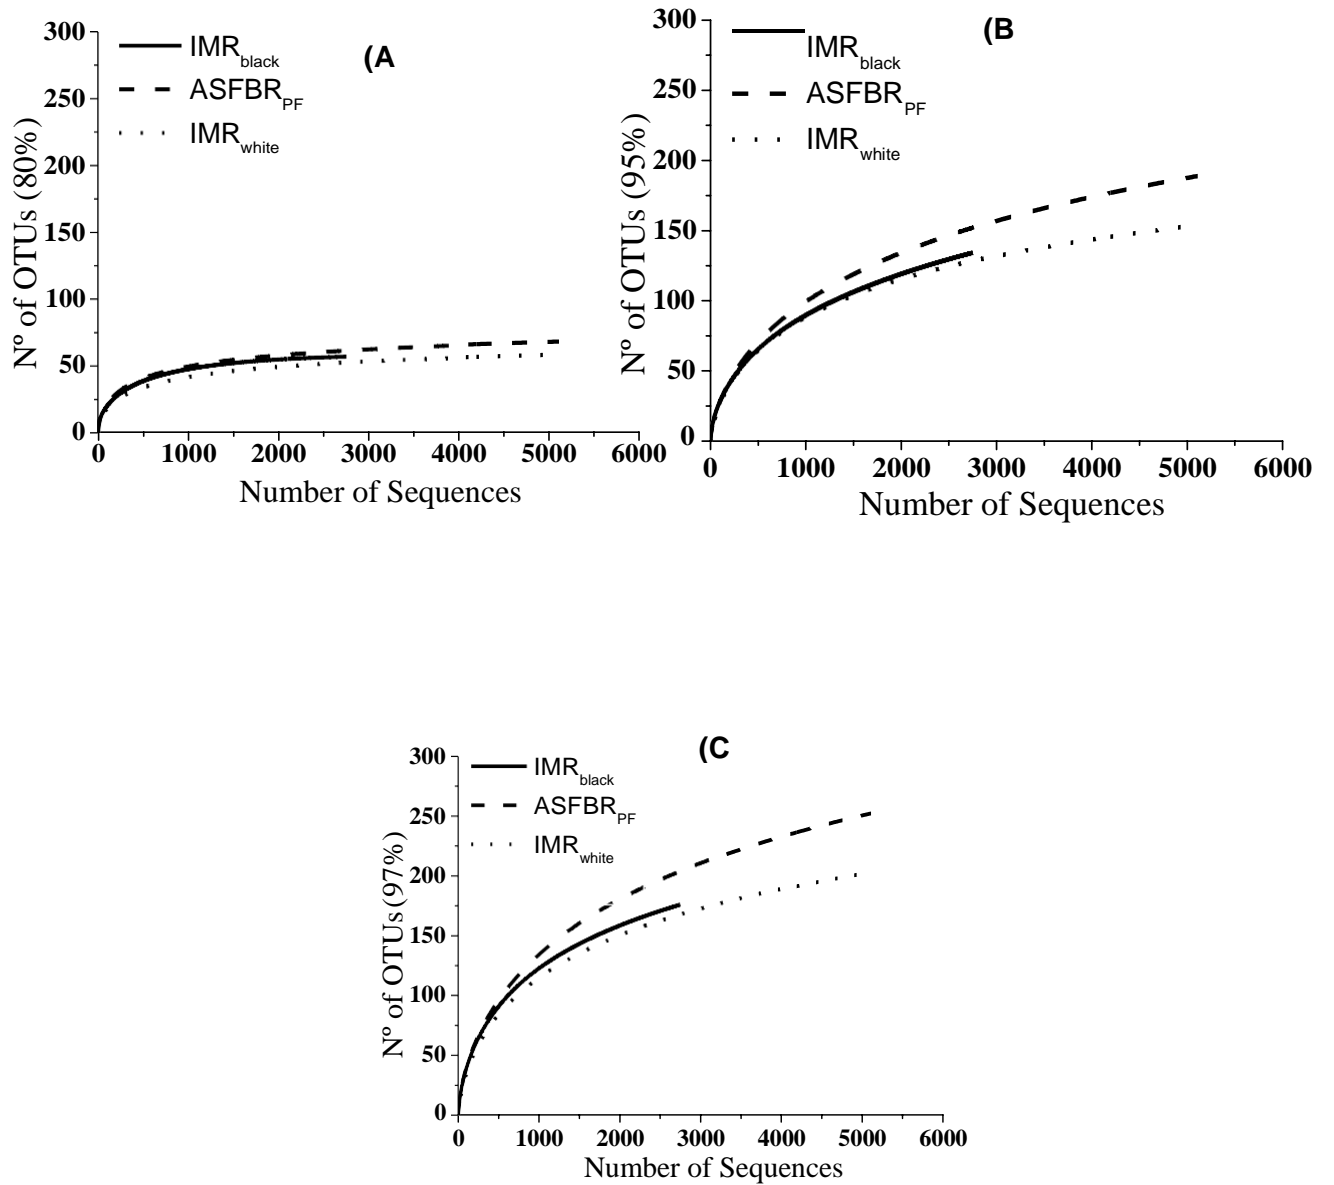 (A
IMRblack
ASFBRPF
IMRwhite
300
250
200
150
100
50
0
Nº of OTUs (80%)
0 1000 2000 3000 4000 5000 6000
Number of Sequences
(B
IMRblack
ASFBRPF
IMRwhite
300
250
200
150
100
50
0
Nº of OTUs (95%)
0 1000 2000 3000 4000 5000 6000
Number of Sequences
(C
IMRblack
ASFBRPF
IMRwhite
300
250
200
150
100
50
0
Nº of OTUs (97%)
0 1000 2000 3000 4000 5000 6000
Number of Sequences